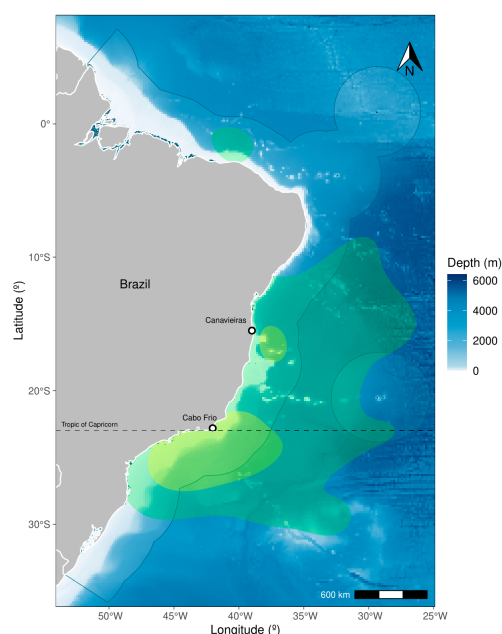 N
0°
10°S
20°S
30°S
Latitude (º)
Brazil
Canavieiras
Cabo Frio
Tropic of Capricorn
600 km
50°W
45°W
40°W
35°W
30°W
25°W
Longitude (º)
Depth (m)
6000
4000
2000
0